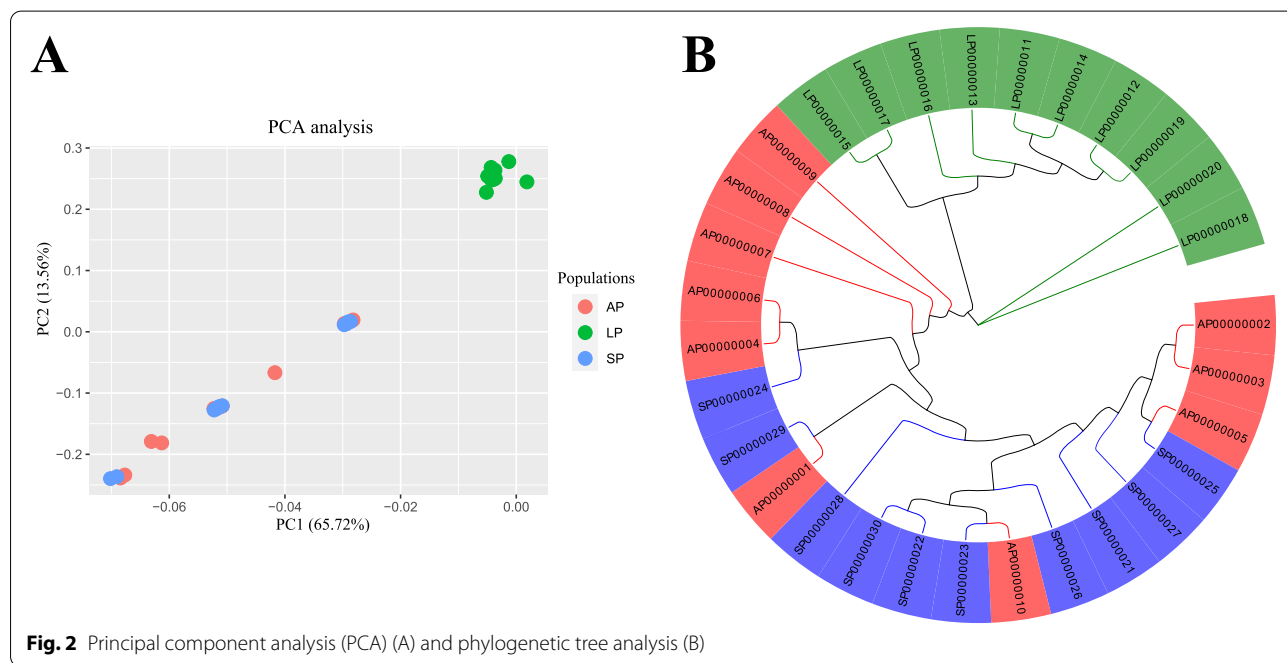 A
PCA analysis
0.3
0.2
0.1
0.0
−0.1
−0.2
PC2 (13.56%)
−0.06
−0.04
−0.02
0.00
PC1 (65.72%)
Populations
AP
LP
SP
B
AP00000009
AP00000008
AP00000007
AP00000006
AP00000004
SP00000024
SP00000029
AP00000001
SP00000028
SP00000030
SP00000022
SP00000023
AP00000010
SP00000026
SP00000021
SP00000027
SP00000025
AP00000005
AP00000003
AP00000002
LP00000018
LP00000020
LP00000019
LP00000012
LP00000014
LP00000011
LP00000013
LP00000016
LP00000017
LP00000015
Fig. 2 Principal component analysis (PCA) (A) and phylogenetic tree analysis (B)